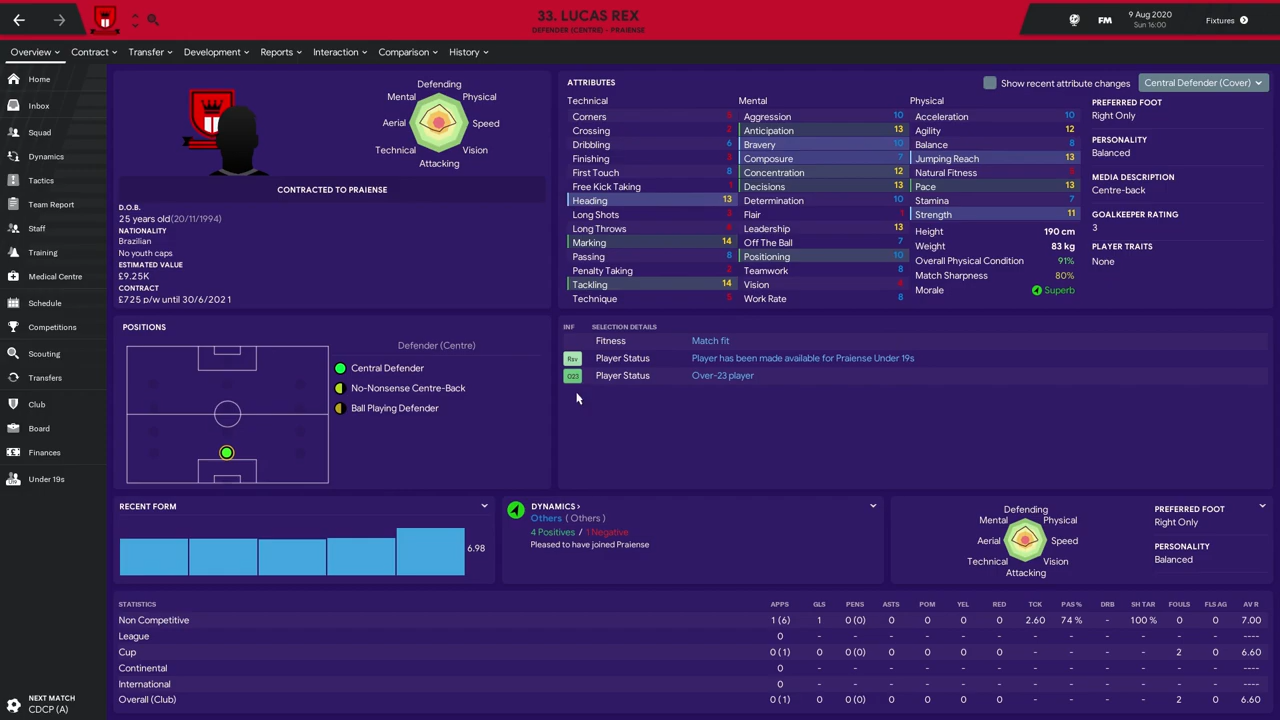 33. LUCAS REX
DEFENDER (CENTRE) - PRAIENSE
FM
9 Aug 2020
Sun 16:00
Fixtures
Overview Contract Transfer Development Reports Interaction Comparison History
Home
Inbox
Squad
Dynamics
Tactics
Team Report
Staff
Training
Medical Centre
Schedule
Competitions
Scouting
Transfers
Club
Board
Finances
Under 19s
NEXT MATCH
CDCP (A)
Defending
Mental Physical
Aerial Speed
Technical Vision
Attacking
CONTRACTED TO PRAIENSE
D.O.B.
25 years old(20/11/1994)
NATIONALITY
Brazilian
No youth caps
ESTIMATED VALUE
£9.25K
CONTRACT
£725 p/w until 30/6/2021
ATTRIBUTES
Show recent attribute changes
Central Defender (Cover)
Technical
Corners 5
Crossing 2
Dribbling 6
Finishing 3
First Touch 8
Free Kick Taking 1
Heading 13
Long Shots 3
Long Throws
Marking 14
Passing 8
Penalty Taking 2
Tackling 14
Technique 5
Mental
Aggression 10
Anticipation 13
Bravery 10
Composure 7
Concentration 12
Decisions 13
Determination 10
Flair 1
Leadership 13
Off The Ball 7
Positioning 10
Teamwork 8
Vision
Work Rate 8
Physical
Acceleration 10
Agility 12
Balance 8
Jumping Reach 13
Natural Fitness
Pace 13
Stamina 7
Strength 11
Height 190 cm
Weight 83 kg
Overall Physical Condition 91%
Match Sharpness 80%
Morale Superb
PREFERRED FOOT
Right Only
PERSONALITY
Balanced
MEDIA DESCRIPTION
Centre-back
GOALKEEPER RATING
3
PLAYER TRAITS
None
POSITIONS
Defender (Centre)
Central Defender
No-Nonsense Centre-Back
Ball Playing Defender
INF SELECTION DETAILS
Fitness Match fit
Rsv Player Status Player has been made available for Praiense Under 19s
O23 Player Status Over-23 player
RECENT FORM
6.98
DYNAMICS>
Others ( Others )
4 Positives / 1 Negative
Pleased to have joined Praiense
Defending
Mental Physical
Aerial Speed
Technical Vision
Attacking
PREFERRED FOOT
Right Only
PERSONALITY
Balanced
STATISTICS APPS GLS PENS ASTS POM YEL RED TCK PAS % DRB SH TAR FOULS FLS AG AV R
Non Competitive 1 (6) 1 0 (0) 0 0 0 0 2.60 74 % - 100 % 0 0 7.00
League 0 - - - - - - - - - - - - ----
Cup 0 (1) - 0 (0) 0 0 0 0 - - - - 2 0 6.60
Continental 0 - - - - - - - - - - - - ----
International 0 - - - - - - - - - - - - ----
Overall (Club) 0 (1) - 0 (0) 0 0 0 0 - - - - 2 0 6.60